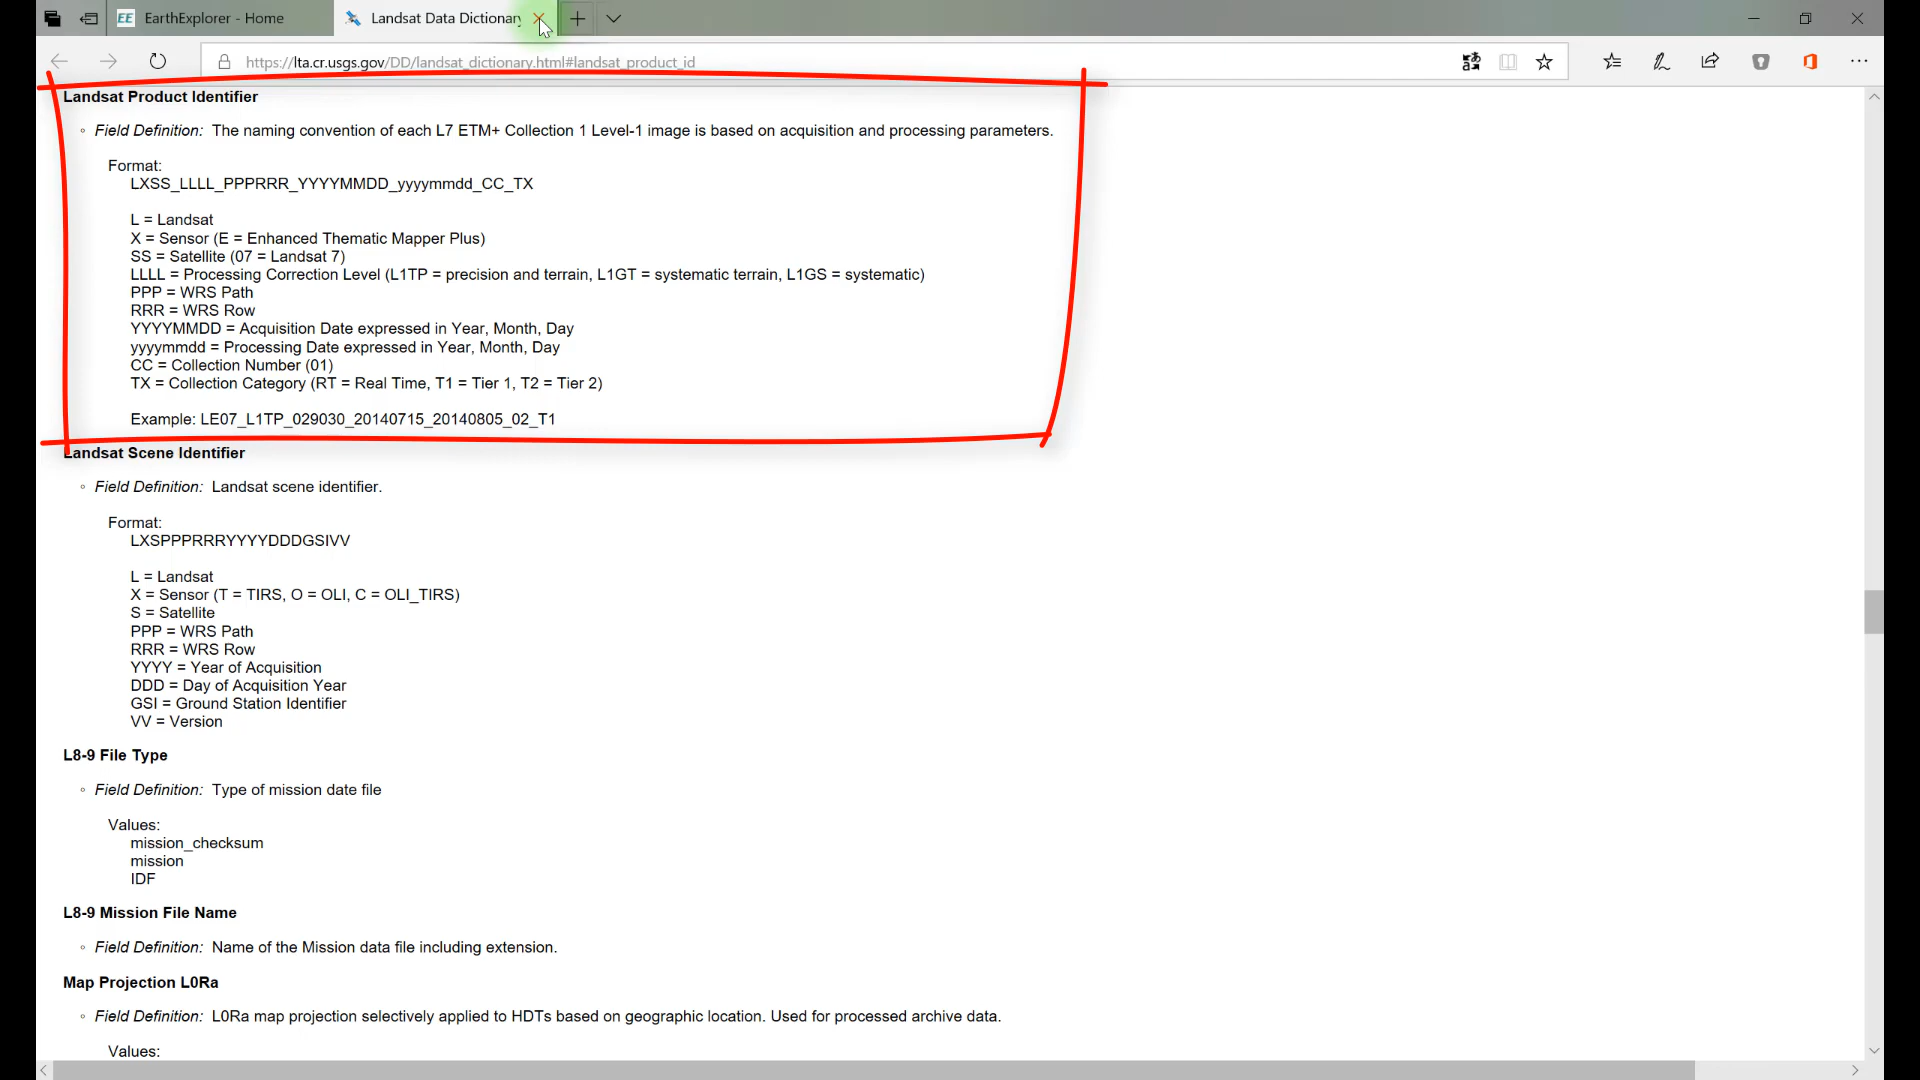 EarthExplorer - Home
Landsat Data Dictionary
https://lta.cr.usgs.gov/DD/landsat_dictionary.html#landsat_product_id
Landsat Product Identifier
◦ Field Definition: The naming convention of each L7 ETM+ Collection 1 Level-1 image is based on acquisition and processing parameters.
Format:
LXSS_LLLL_PPPRRR_YYYYMMDD_yyyymmdd_CC_TX
L = Landsat
X = Sensor (E = Enhanced Thematic Mapper Plus)
SS = Satellite (07 = Landsat 7)
LLLL = Processing Correction Level (L1TP = precision and terrain, L1GT = systematic terrain, L1GS = systematic)
PPP = WRS Path
RRR = WRS Row
YYYYMMDD = Acquisition Date expressed in Year, Month, Day
yyyymmdd = Processing Date expressed in Year, Month, Day
CC = Collection Number (01)
TX = Collection Category (RT = Real Time, T1 = Tier 1, T2 = Tier 2)
Example: LE07_L1TP_029030_20140715_20140805_02_T1
Landsat Scene Identifier
◦ Field Definition: Landsat scene identifier.
Format:
LXSPPPRRRYYYYDDDGSIVV
L = Landsat
X = Sensor (T = TIRS, O = OLI, C = OLI_TIRS)
S = Satellite
PPP = WRS Path
RRR = WRS Row
YYYY = Year of Acquisition
DDD = Day of Acquisition Year
GSI = Ground Station Identifier
VV = Version
L8-9 File Type
◦ Field Definition: Type of mission date file
Values:
mission_checksum
mission
IDF
L8-9 Mission File Name
◦ Field Definition: Name of the Mission data file including extension.
Map Projection L0Ra
◦ Field Definition: L0Ra map projection selectively applied to HDTs based on geographic location. Used for processed archive data.
Values: